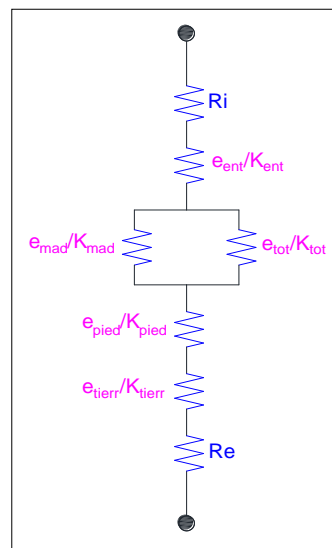 Ri
e_ent/K_ent
e_mad/K_mad
e_tot/K_tot
e_pied/K_pied
e_tierr/K_tierr
Re